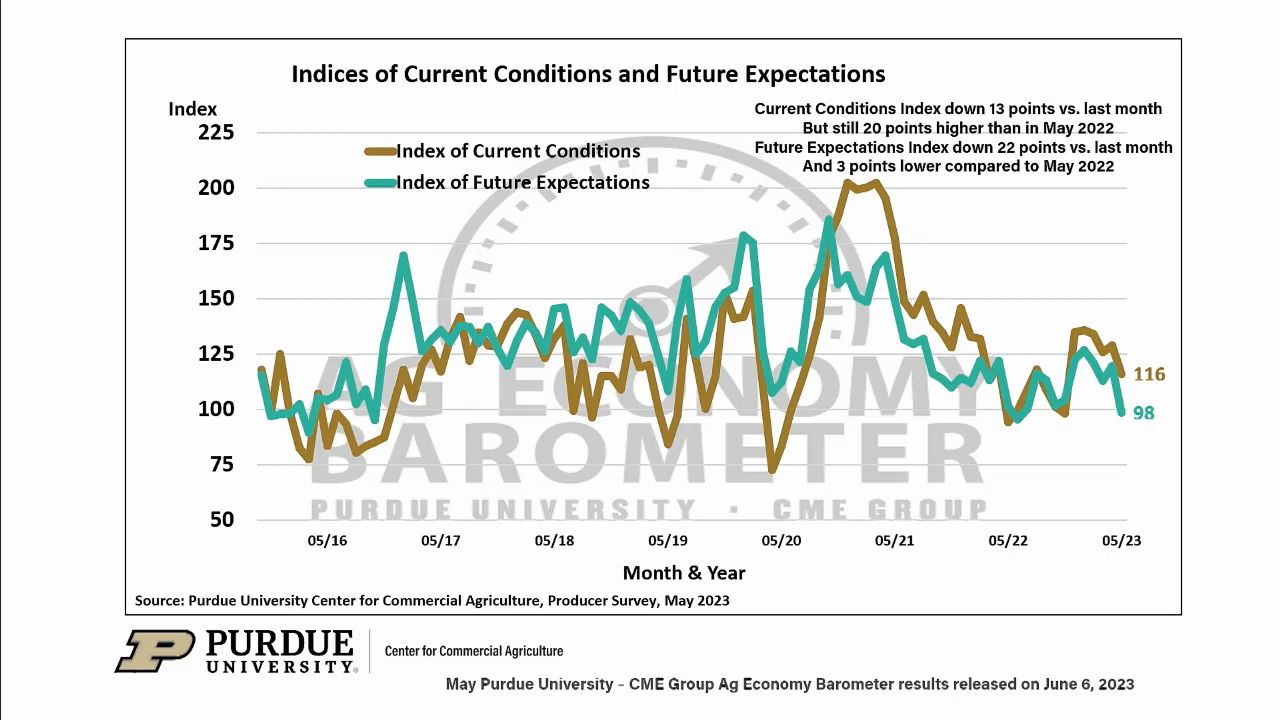 Indices of Current Conditions and Future Expectations
Index
Current Conditions Index down 13 points vs. last month
But still 20 points higher than in May 2022
Future Expectations Index down 22 points vs. last month
And 3 points lower compared to May 2022
225
Index of Current Conditions
Index of Future Expectations
200
175
150
125
100
75
50
116
98
AG ECONOMY
BAROMETER
PURDUE UNIVERSITY · CME GROUP
05/16 05/17 05/18 05/19 05/20 05/21 05/22 05/23
Month & Year
Source: Purdue University Center for Commercial Agriculture, Producer Survey, May 2023
P PURDUE
UNIVERSITY®
Center for Commercial Agriculture
May Purdue University – CME Group Ag Economy Barometer results released on June 6, 2023